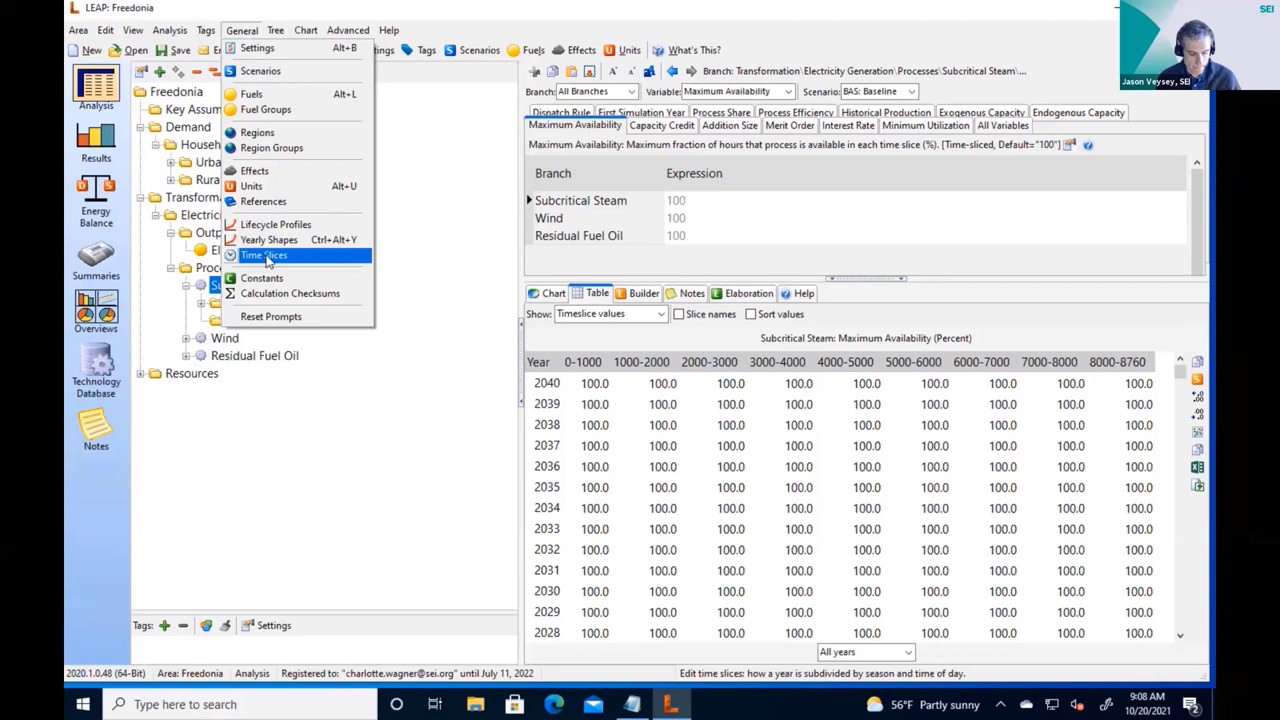 LEAP: Freedonia
SEI
Jason Veysey, SEI
Area Edit View Analysis Tags General Tree Chart Advanced Help
New Open Save Tags Scenarios Fuels Effects Units What's This?
Settings Alt+B
Scenarios
Fuels Alt+L
Fuel Groups
Regions
Region Groups
Effects
Units Alt+U
References
Lifecycle Profiles
Yearly Shapes Ctrl+Alt+Y
Time Slices
Constants
Calculation Checksums
Reset Prompts
Analysis
Results
Energy
Balance
Summaries
Overviews
Technology
Database
Notes
Freedonia
Demand
Wind
Residual Fuel Oil
Resources
Tags: Settings
Branch: Transformation\Electricity Generation\Processes\Subcritical Steam\...
Branch: All Branches Variable: Maximum Availability Scenario: BAS: Baseline
Dispatch Rule First Simulation Year Process Share Process Efficiency Historical Production Exogenous Capacity Endogenous Capacity
Maximum Availability Capacity Credit Addition Size Merit Order Interest Rate Minimum Utilization All Variables
Maximum Availability: Maximum fraction of hours that process is available in each time slice (%). [Time-sliced, Default="100"]
Branch Expression
Subcritical Steam 100
Wind 100
Residual Fuel Oil 100
Chart Table Builder Notes Elaboration Help
Show: Timeslice values Slice names Sort values
Subcritical Steam: Maximum Availability (Percent)
Year 0-1000 1000-2000 2000-3000 3000-4000 4000-5000 5000-6000 6000-7000 7000-8000 8000-8760
2040 100.0 100.0 100.0 100.0 100.0 100.0 100.0 100.0 100.0
2039 100.0 100.0 100.0 100.0 100.0 100.0 100.0 100.0 100.0
2038 100.0 100.0 100.0 100.0 100.0 100.0 100.0 100.0 100.0
2037 100.0 100.0 100.0 100.0 100.0 100.0 100.0 100.0 100.0
2036 100.0 100.0 100.0 100.0 100.0 100.0 100.0 100.0 100.0
2035 100.0 100.0 100.0 100.0 100.0 100.0 100.0 100.0 100.0
2034 100.0 100.0 100.0 100.0 100.0 100.0 100.0 100.0 100.0
2033 100.0 100.0 100.0 100.0 100.0 100.0 100.0 100.0 100.0
2032 100.0 100.0 100.0 100.0 100.0 100.0 100.0 100.0 100.0
2031 100.0 100.0 100.0 100.0 100.0 100.0 100.0 100.0 100.0
2030 100.0 100.0 100.0 100.0 100.0 100.0 100.0 100.0 100.0
2029 100.0 100.0 100.0 100.0 100.0 100.0 100.0 100.0 100.0
2028 100.0 100.0 100.0 100.0 100.0 100.0 100.0 100.0 100.0
All years
2020.1.0.48 (64-Bit) Area: Freedonia Analysis Registered to: "charlotte.wagner@sei.org" until July 11, 2022 Edit time slices: how a year is subdivided by season and time of day.
Type here to search
56°F Partly sunny
9:08 AM
10/20/2021
2